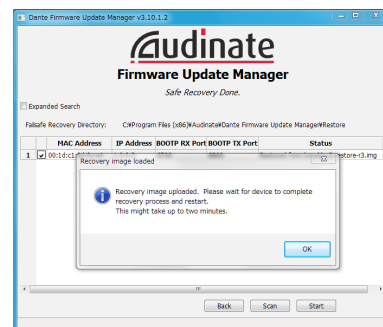 Dante Firmware Update Manager v3.10.1.2
Audinate
Firmware Update Manager
Safe Recovery Done.
Expanded Search
Failsafe Recovery Directory: C:¥Program Files (x86)¥Audinate¥Dante Firmware Update Manager¥Restore
MAC Address IP Address BOOTP RX Port BOOTP TX Port Status
1 00:1d:c1
Recovery image loaded
Recovery image uploaded. Please wait for device to complete
recovery process and restart.
This might take up to two minutes.
OK
Back Scan Start